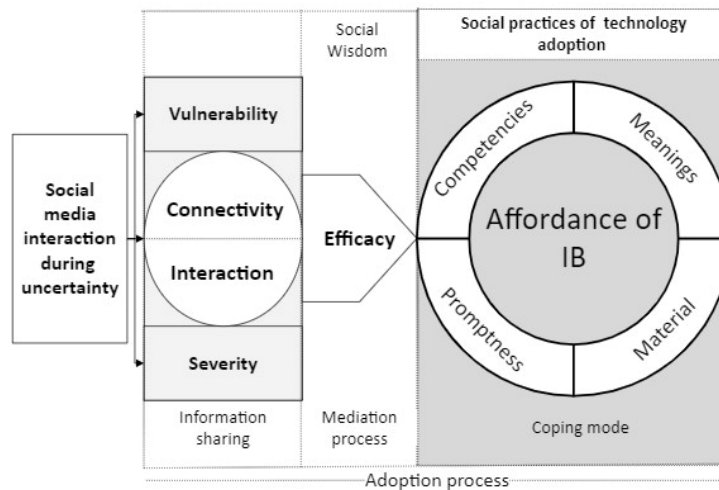 Social
Wisdom
Social practices of technology
adoption
Social
media
interaction
during
uncertainty
Vulnerability
Connectivity
Interaction
Severity
Efficacy
Competencies
Meanings
Affordance of
IB
Promptness
Material
Information
sharing
Mediation
process
Coping mode
Adoption process